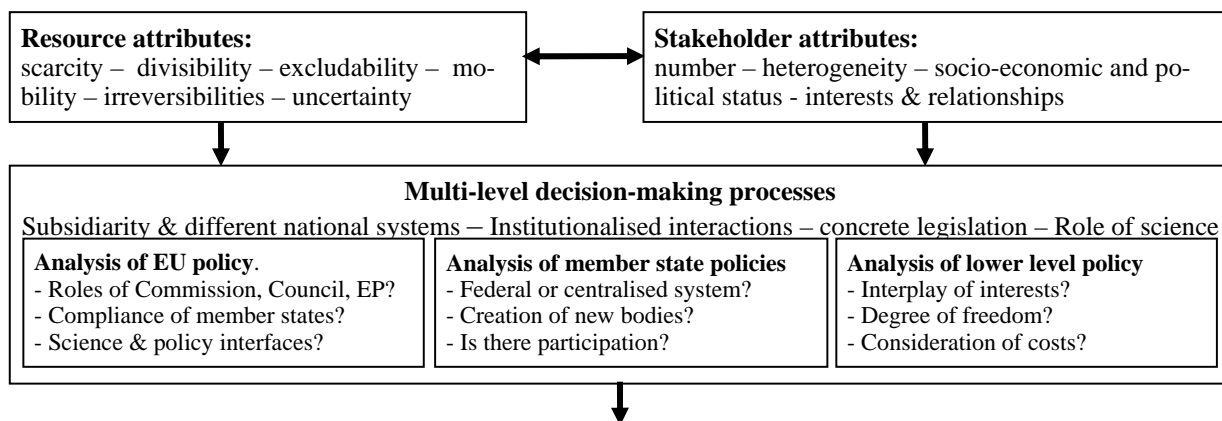 Resource attributes:
scarcity – divisibility – excludability – mo-
bility – irreversibilities – uncertainty
Stakeholder attributes:
number – heterogeneity – socio-economic and po-
litical status - interests & relationships
Multi-level decision-making processes
Subsidiarity & different national systems – Institutionalised interactions – concrete legislation – Role of science
Analysis of EU policy.
- Roles of Commission, Council, EP?
- Compliance of member states?
- Science & policy interfaces?
Analysis of member state policies
- Federal or centralised system?
- Creation of new bodies?
- Is there participation?
Analysis of lower level policy
- Interplay of interests?
- Degree of freedom?
- Consideration of costs?